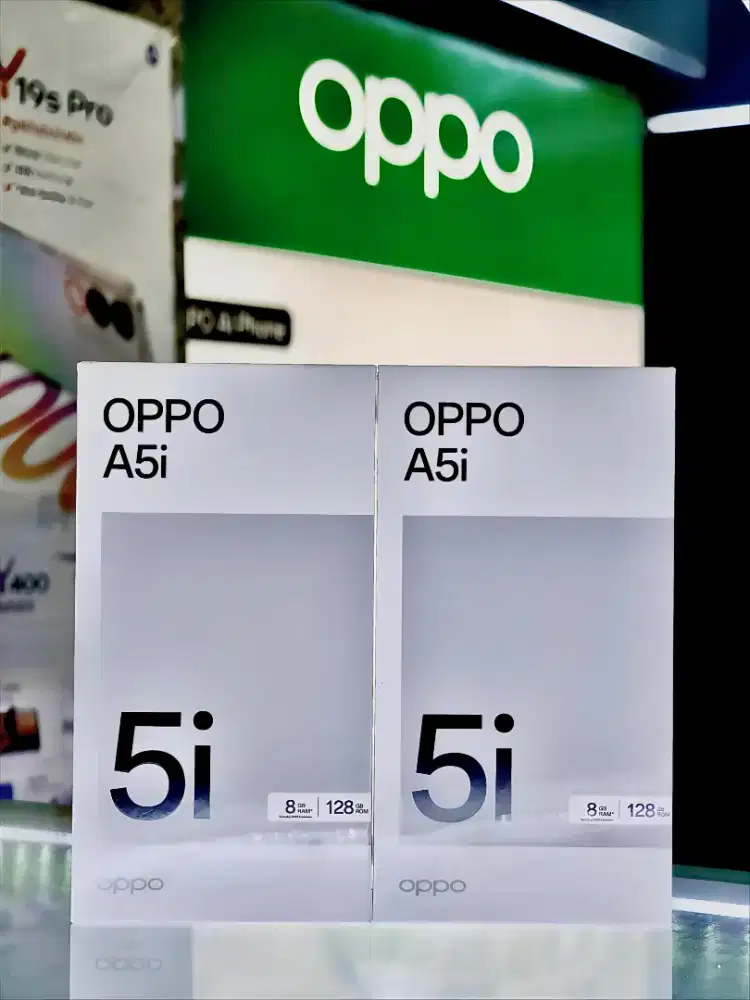 Y19s Pro
oppo
OPPO
A5i
5i
8 GB RAM* | 128 GB ROM
oppo
OPPO
A5i
5i
8 GB RAM* | 128 GB ROM
oppo